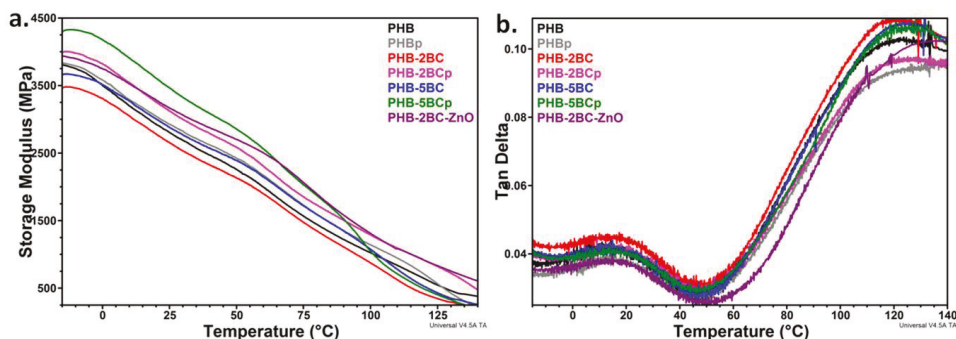 a.
4500
3500
2500
1500
500
Storage Modulus (MPa)
PHB
PHBp
PHB-2BC
PHB-2BCp
PHB-5BC
PHB-5BCp
PHB-2BC-ZnO
0
25
50
75
100
125
Temperature (°C)
Universal V4.5A TA
b.
0.10
0.08
0.06
0.04
Tan Delta
PHB
PHBp
PHB-2BC
PHB-2BCp
PHB-5BC
PHB-5BCp
PHB-2BC-ZnO
0
20
40
60
80
100
120
140
Temperature (°C)
Universal V4.5A TA